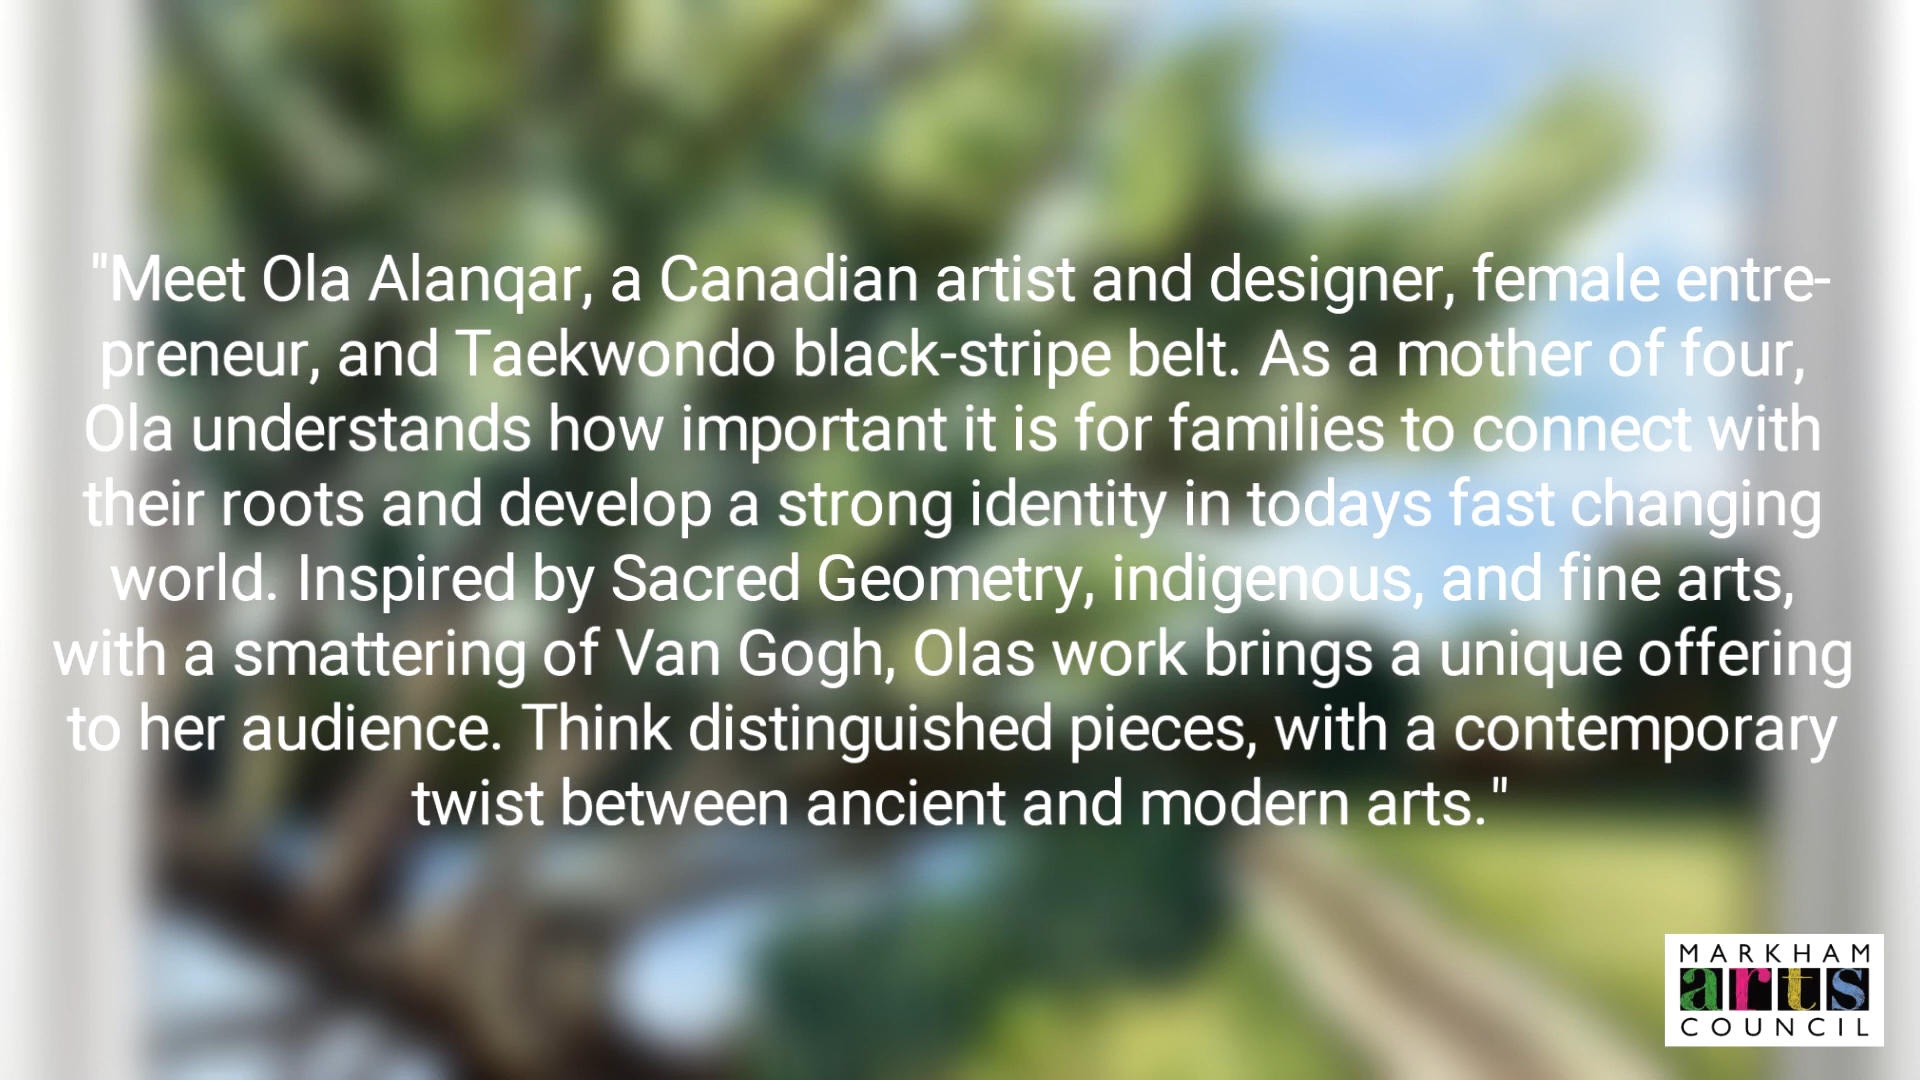 "Meet Ola Alanqar, a Canadian artist and designer, female entre-
preneur, and Taekwondo black-stripe belt. As a mother of four,
Ola understands how important it is for families to connect with
their roots and develop a strong identity in todays fast changing
world. Inspired by Sacred Geometry, indigenous, and fine arts,
with a smattering of Van Gogh, Olas work brings a unique offering
to her audience. Think distinguished pieces, with a contemporary
twist between ancient and modern arts."
MARKHAM
arts
COUNCIL